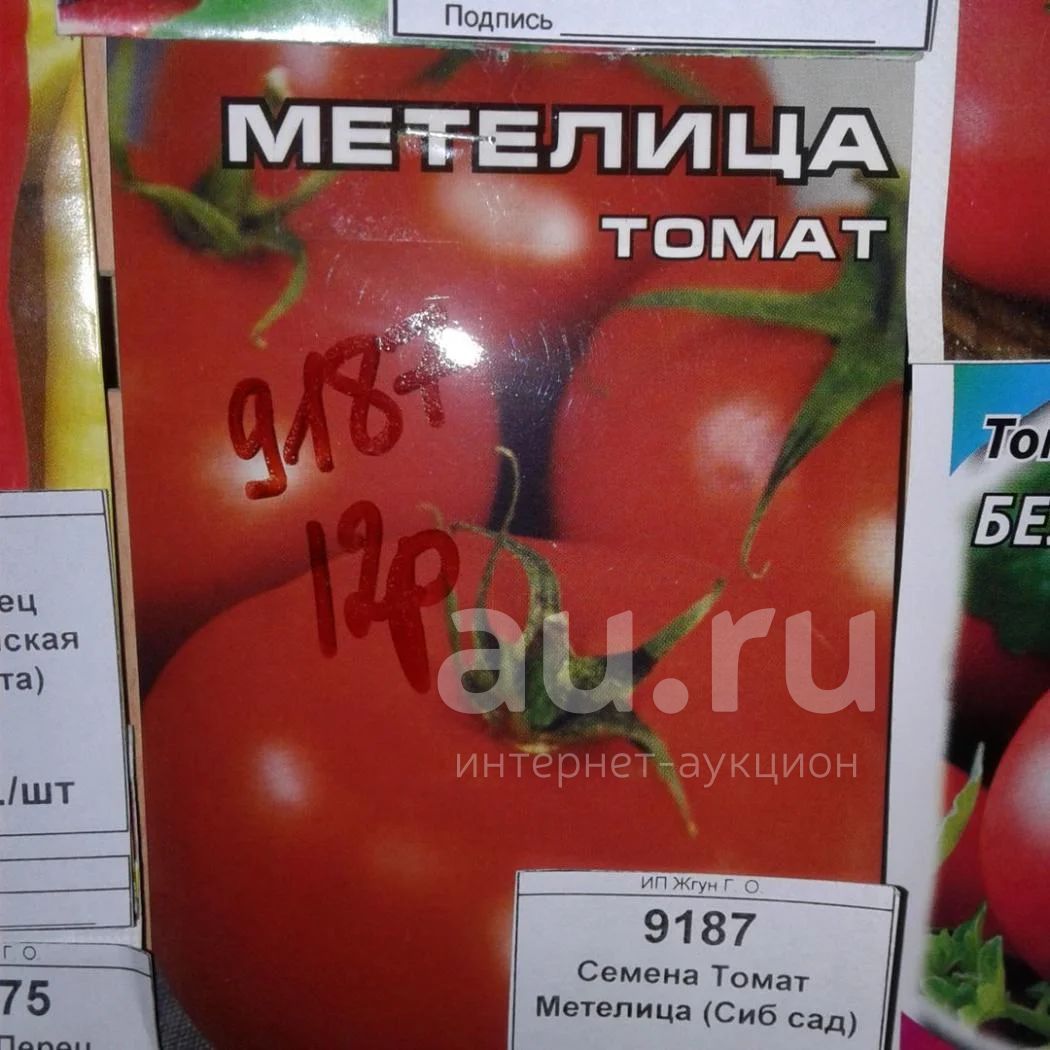 Подпись
МЕТЕЛИЦА
ТОМАТ
9187
12р
au.ru
интернет-аукцион
ИП Жгун Г. О.
9187
Семена Томат
Метелица (Сиб сад)
ец
ская
та)
./шт
Г О
75
Перец
То
БЕ